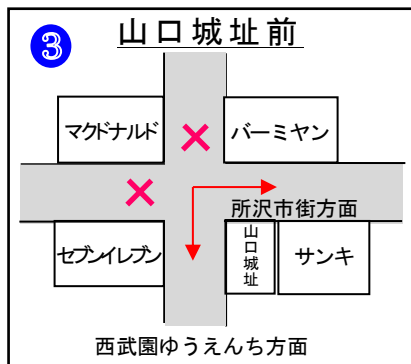 ③
山口城址前
マクドナルド
バーミヤン
所沢市街方面
セブンイレブン
山口城址
サンキ
西武園ゆうえんち方面